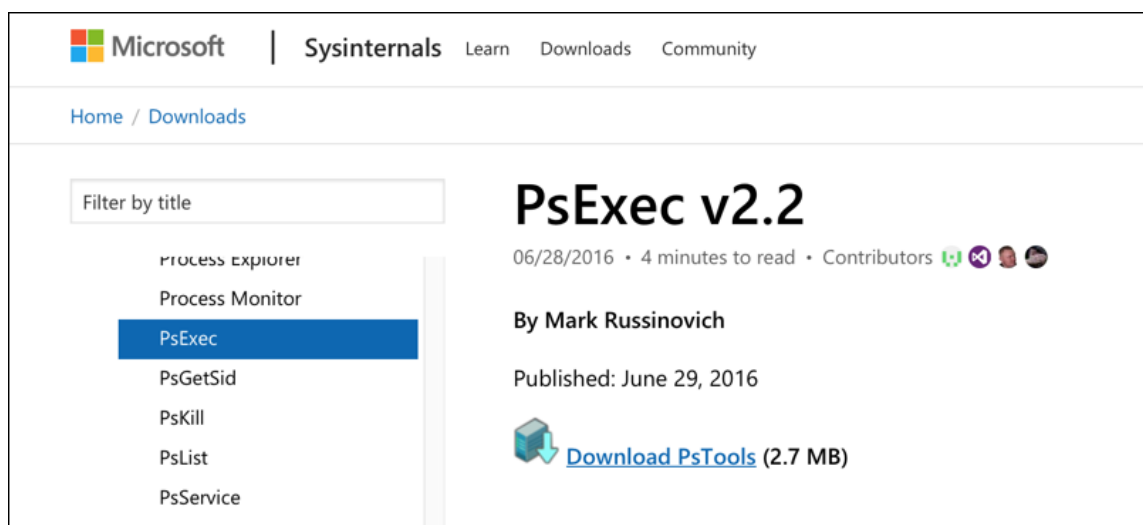 Microsoft | Sysinternals Learn Downloads Community
Home / Downloads
Filter by title
Process Explorer
Process Monitor
PsExec
PsGetSid
PsKill
PsList
PsService
PsExec v2.2
06/28/2016 • 4 minutes to read • Contributors
By Mark Russinovich
Published: June 29, 2016
Download PsTools (2.7 MB)